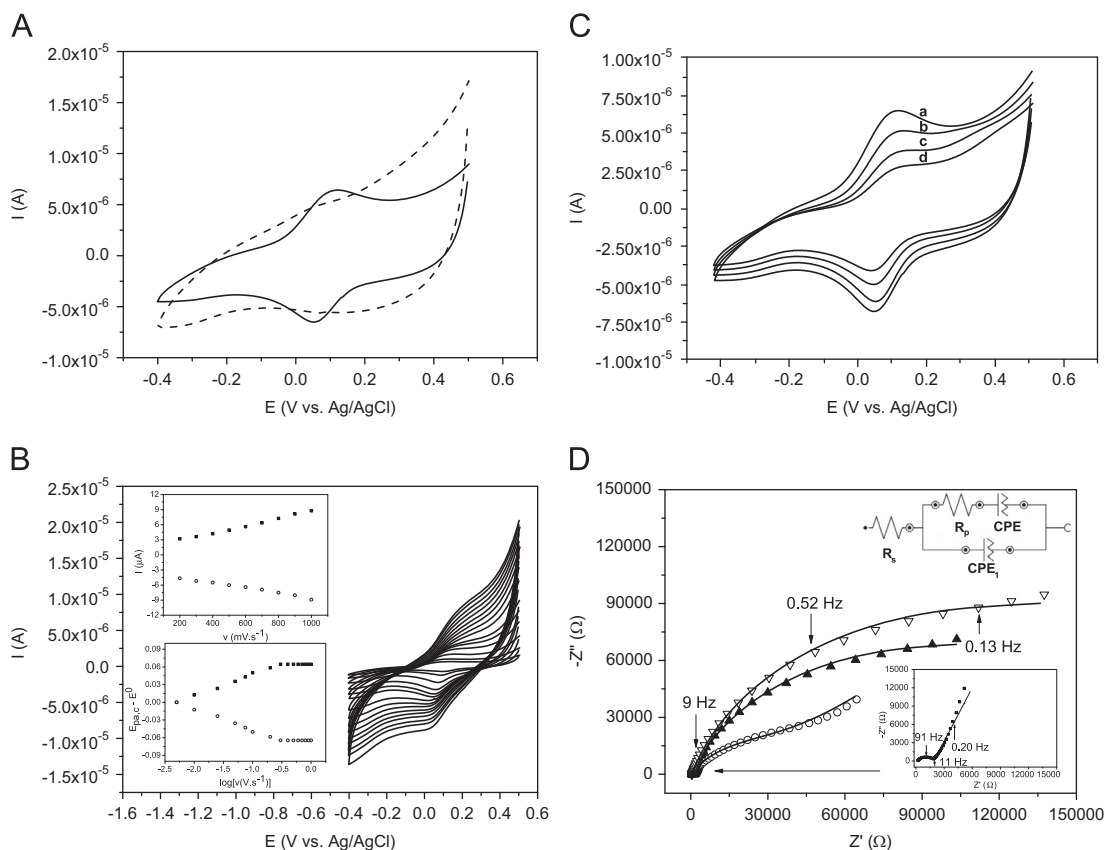 A
2.0x10⁻⁵
1.5x10⁻⁵
1.0x10⁻⁵
5.0x10⁻⁶
0.0
-5.0x10⁻⁶
-1.0x10⁻⁵
I (A)
-0.4 -0.2 0.0 0.2 0.4 0.6
E (V vs. Ag/AgCl)
C
1.00x10⁻⁵
7.50x10⁻⁶
5.00x10⁻⁶
2.50x10⁻⁶
0.00
-2.50x10⁻⁶
-5.00x10⁻⁶
-7.50x10⁻⁶
-1.00x10⁻⁵
I (A)
a
b
c
d
-0.4 -0.2 0.0 0.2 0.4 0.6
E (V vs. Ag/AgCl)
B
2.5x10⁻⁵
2.0x10⁻⁵
1.5x10⁻⁵
1.0x10⁻⁵
5.0x10⁻⁶
0.0
-5.0x10⁻⁶
-1.0x10⁻⁵
-1.5x10⁻⁵
I (A)
12
9
6
3
0
-3
-6
-9
-12
I (μA)
200 400 600 800 1000
v (mV.s⁻¹)
0.09
0.06
0.03
0.00
-0.03
-0.06
-0.09
Epa,c - E⁰
-2.5 -2.0 -1.5 -1.0 -0.5 0.0
log[v(V.s⁻¹)]
-1.6 -1.4 -1.2 -1.0 -0.8 -0.6 -0.4 -0.2 0.0 0.2 0.4 0.6
E (V vs. Ag/AgCl)
D
150000
120000
90000
60000
30000
0
-Z'' (Ω)
Rs
Rp
CPE
CPE1
0.52 Hz
0.13 Hz
9 Hz
15000
12000
9000
6000
3000
0
-Z'' (Ω)
91 Hz
0.20 Hz
11 Hz
0 3000 6000 9000 12000 15000
Z' (Ω)
0 30000 60000 90000 120000 150000
Z' (Ω)